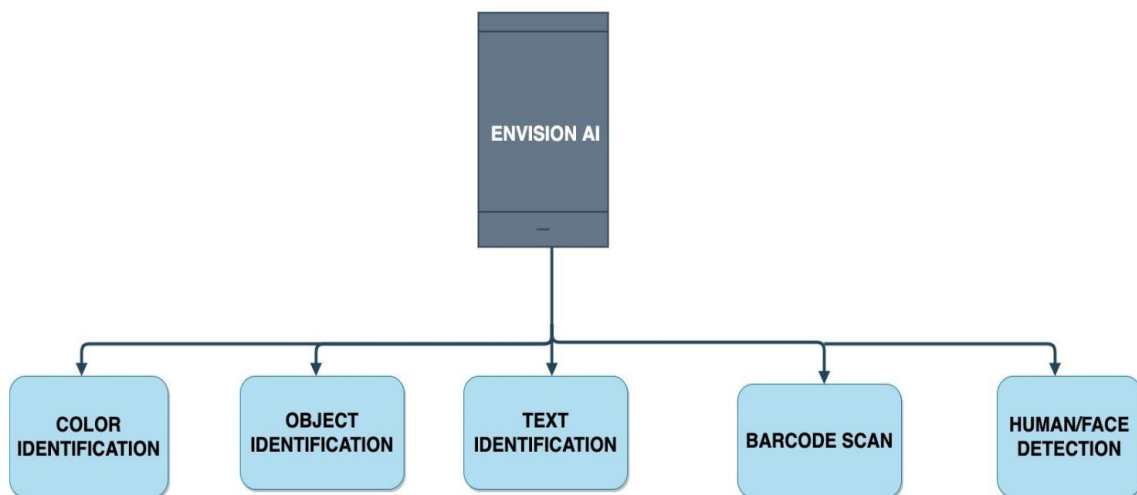 ENVISION AI
COLOR
IDENTIFICATION
OBJECT
IDENTIFICATION
TEXT
IDENTIFICATION
BARCODE SCAN
HUMAN/FACE
DETECTION